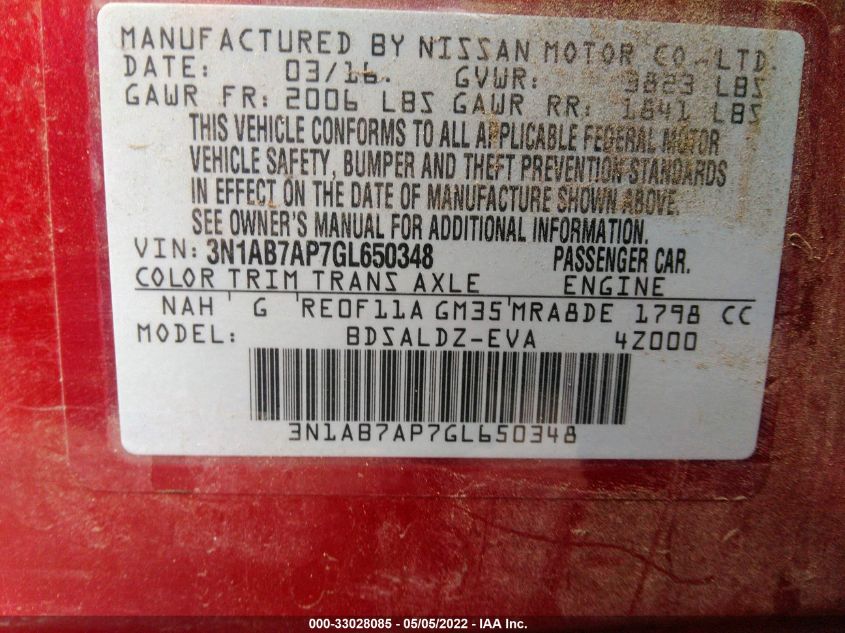 MANUFACTURED BY NISSAN MOTOR CO.,LTD.
DATE: 03/16. GVWR: 3823 LBS
GAWR FR: 2006 LBS GAWR RR: 1841 LBS
THIS VEHICLE CONFORMS TO ALL APPLICABLE FEDERAL MOTOR
VEHICLE SAFETY, BUMPER AND THEFT PREVENTION STANDARDS
IN EFFECT ON THE DATE OF MANUFACTURE SHOWN ABOVE.
SEE OWNER'S MANUAL FOR ADDITIONAL INFORMATION.
VIN: 3N1AB7AP7GL650348 PASSENGER CAR.
COLOR TRIM TRANS AXLE ENGINE
NAH G RE0F11A GM35 MRA8DE 1798 CC
MODEL: BDSALDZ-EVA 4Z000
3N1AB7AP7GL650348
000-33028085 - 05/05/2022 - IAA Inc.